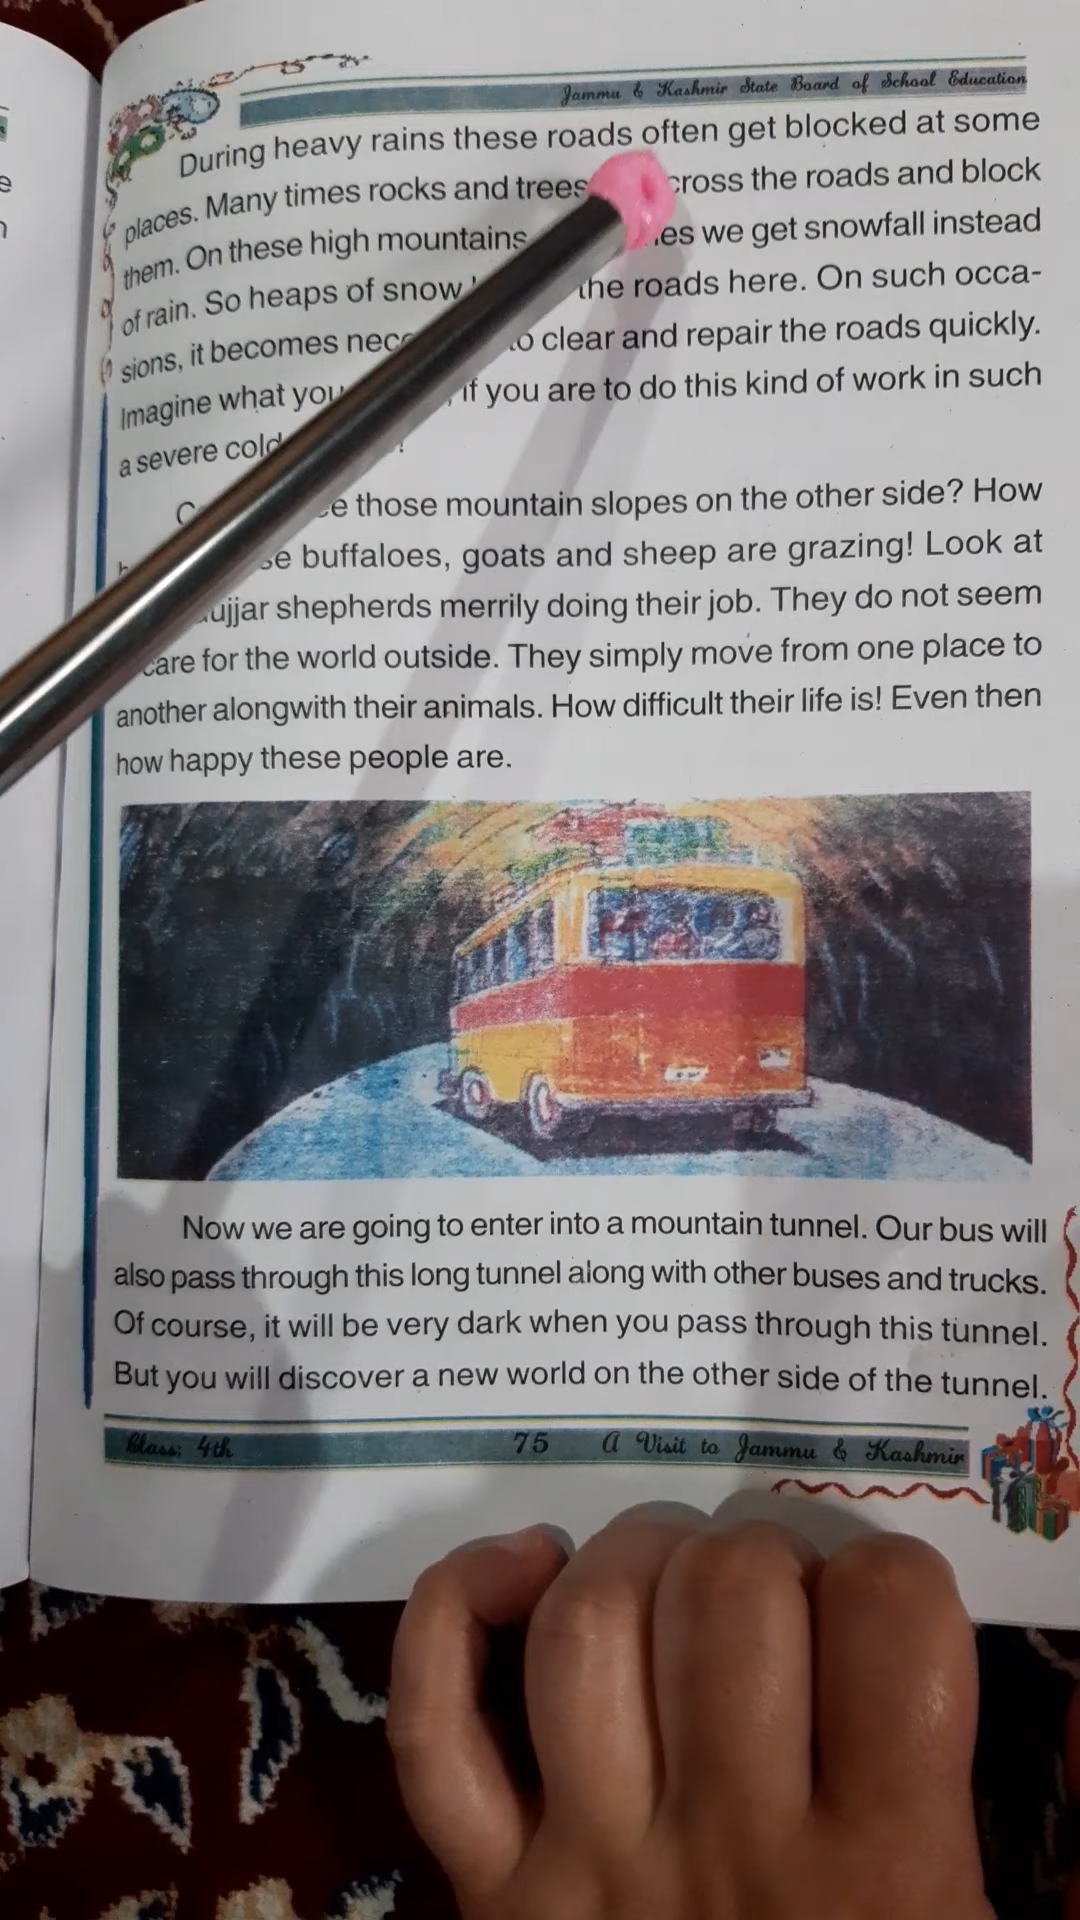 Jammu & Kashmir State Board of School Education
During heavy rains these roads often get blocked at some
places. Many times rocks and trees cross the roads and block
them. On these high mountains we get snowfall instead
of rain. So heaps of snow the roads here. On such occa-
sions, it becomes to clear and repair the roads quickly.
Imagine what you if you are to do this kind of work in such
a severe cold
those mountain slopes on the other side? How
buffaloes, goats and sheep are grazing! Look at
shepherds merrily doing their job. They do not seem
care for the world outside. They simply move from one place to
another alongwith their animals. How difficult their life is! Even then
how happy these people are.
Now we are going to enter into a mountain tunnel. Our bus will
also pass through this long tunnel along with other buses and trucks.
Of course, it will be very dark when you pass through this tunnel.
But you will discover a new world on the other side of the tunnel.
Class: 4th 75 A Visit to Jammu & Kashmir